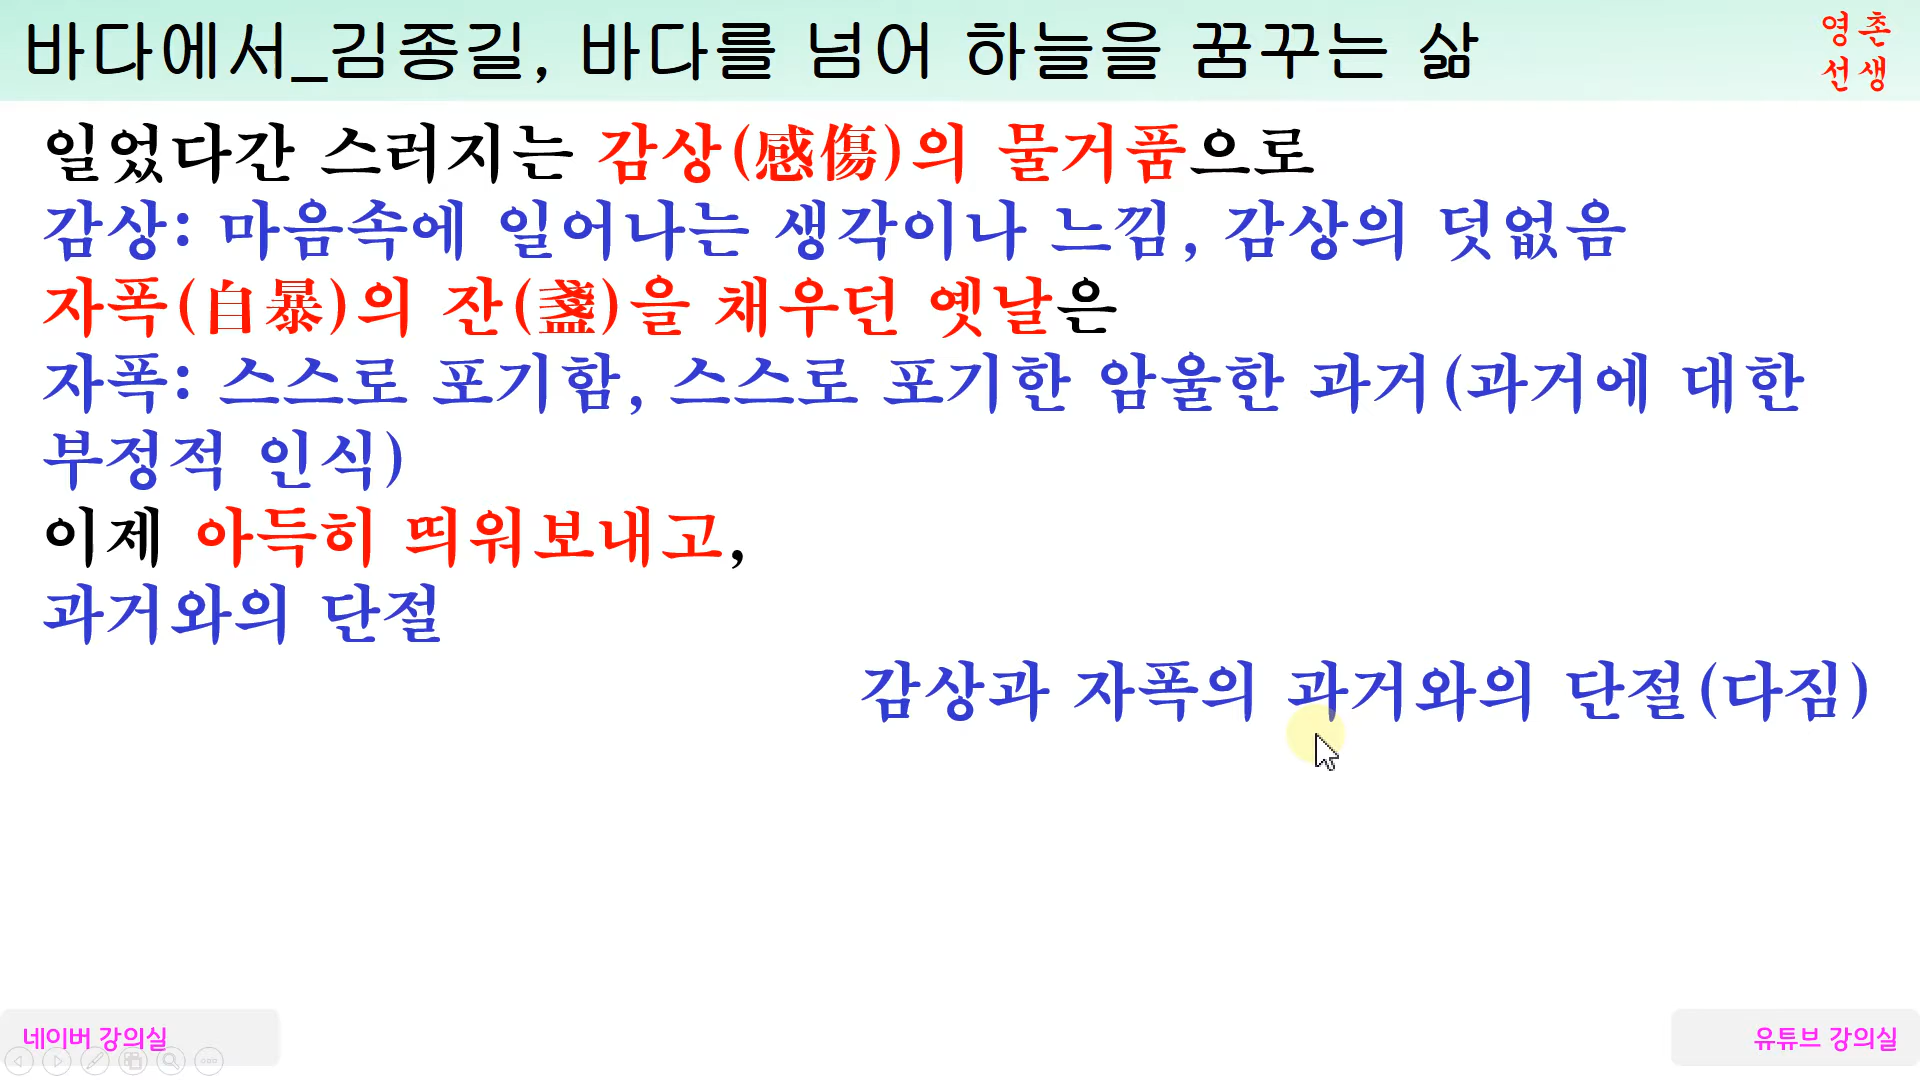 바다에서_김종길, 바다를 넘어 하늘을 꿈꾸는 삶
영촌
선생
일었다간 스러지는 감상(感傷)의 물거품으로
감상: 마음속에 일어나는 생각이나 느낌, 감상의 덧없음
자폭(自暴)의 잔(盞)을 채우던 옛날은
자폭: 스스로 포기함, 스스로 포기한 암울한 과거(과거에 대한
부정적 인식)
이제 아득히 띄워보내고,
과거와의 단절
감상과 자폭의 과거와의 단절(다짐)
네이버 강의실
유튜브 강의실